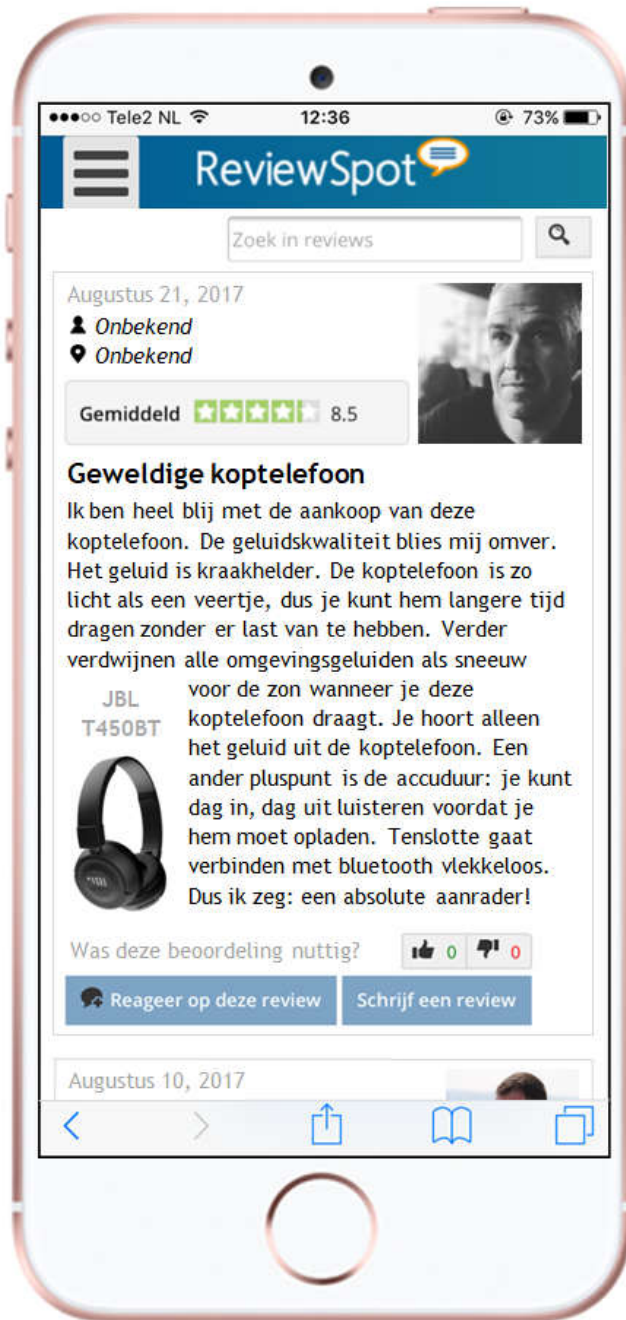 Tele2 NL 12:36 73%
ReviewSpot
Zoek in reviews
Augustus 21, 2017
Onbekend
Onbekend
Gemiddeld 8.5
Geweldige koptelefoon
Ik ben heel blij met de aankoop van deze
koptelefoon. De geluidskwaliteit blies mij omver.
Het geluid is kraakhelder. De koptelefoon is zo
licht als een veertje, dus je kunt hem langere tijd
dragen zonder er last van te hebben. Verder
verdwijnen alle omgevingsgeluiden als sneeuw
voor de zon wanneer je deze
koptelefoon draagt. Je hoort alleen
het geluid uit de koptelefoon. Een
ander pluspunt is de accuduur: je kunt
dag in, dag uit luisteren voordat je
hem moet opladen. Tenslotte gaat
verbinden met bluetooth vlekkeloos.
Dus ik zeg: een absolute aanrader!
JBL
T450BT
JBL
Was deze beoordeling nuttig? 0 0
Reageer op deze review Schrijf een review
Augustus 10, 2017